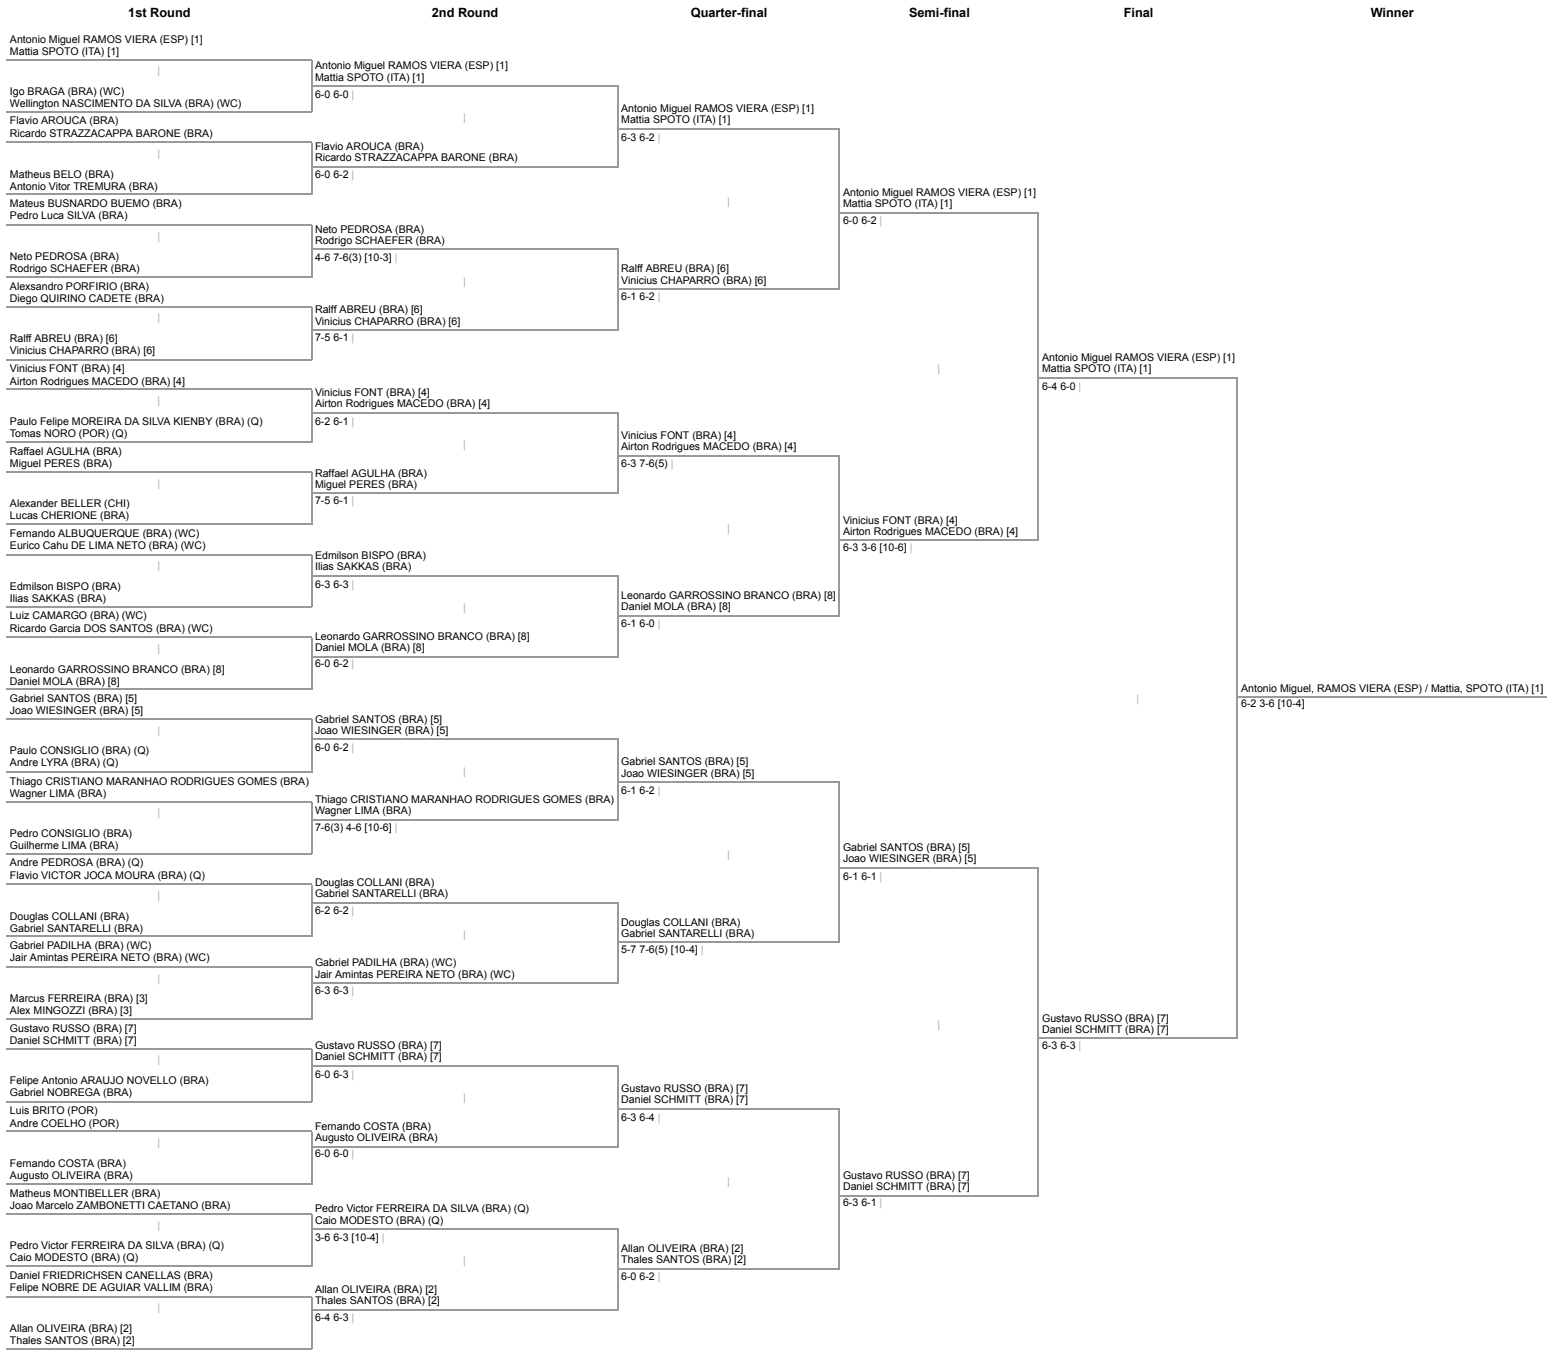 1st Round
2nd Round
Quarter-final
Semi-final
Final
Winner
Antonio Miguel RAMOS VIERA (ESP) [1]
Mattia SPOTO (ITA) [1]
Igo BRAGA (BRA) (WC)
Wellington NASCIMENTO DA SILVA (BRA) (WC)
Flavio AROUCA (BRA)
Ricardo STRAZZACAPPA BARONE (BRA)
Matheus BELO (BRA)
Antonio Vitor TREMURA (BRA)
Mateus BUSNARDO BUEMO (BRA)
Pedro Luca SILVA (BRA)
Neto PEDROSA (BRA)
Rodrigo SCHAEFER (BRA)
Alexsandro PORFIRIO (BRA)
Diego QUIRINO CADETE (BRA)
Ralff ABREU (BRA) [6]
Vinicius CHAPARRO (BRA) [6]
Vinicius FONT (BRA) [4]
Airton Rodrigues MACEDO (BRA) [4]
Paulo Felipe MOREIRA DA SILVA KIENBY (BRA) (Q)
Tomas NORO (POR) (Q)
Raffael AGULHA (BRA)
Miguel PERES (BRA)
Alexander BELLER (CHI)
Lucas CHERIONE (BRA)
Fernando ALBUQUERQUE (BRA) (WC)
Eurico Cahu DE LIMA NETO (BRA) (WC)
Edmilson BISPO (BRA)
Ilias SAKKAS (BRA)
Luiz CAMARGO (BRA) (WC)
Ricardo Garcia DOS SANTOS (BRA) (WC)
Leonardo GARROSSINO BRANCO (BRA) [8]
Daniel MOLA (BRA) [8]
Gabriel SANTOS (BRA) [5]
Joao WIESINGER (BRA) [5]
Paulo CONSIGLIO (BRA) (Q)
Andre LYRA (BRA) (Q)
Thiago CRISTIANO MARANHAO RODRIGUES GOMES (BRA)
Wagner LIMA (BRA)
Pedro CONSIGLIO (BRA)
Guilherme LIMA (BRA)
Andre PEDROSA (BRA) (Q)
Flavio VICTOR JOCA MOURA (BRA) (Q)
Douglas COLLANI (BRA)
Gabriel SANTARELLI (BRA)
Gabriel PADILHA (BRA) (WC)
Jair Amintas PEREIRA NETO (BRA) (WC)
Marcus FERREIRA (BRA) [3]
Alex MINGOZZI (BRA) [3]
Gustavo RUSSO (BRA) [7]
Daniel SCHMITT (BRA) [7]
Felipe Antonio ARAUJO NOVELLO (BRA)
Gabriel NOBREGA (BRA)
Luis BRITO (POR)
Andre COELHO (POR)
Fernando COSTA (BRA)
Augusto OLIVEIRA (BRA)
Matheus MONTIBELLER (BRA)
Joao Marcelo ZAMBONETTI CAETANO (BRA)
Pedro Victor FERREIRA DA SILVA (BRA) (Q)
Caio MODESTO (BRA) (Q)
Daniel FRIEDRICHSEN CANELLAS (BRA)
Felipe NOBRE DE AGUIAR VALLIM (BRA)
Allan OLIVEIRA (BRA) [2]
Thales SANTOS (BRA) [2]
Antonio Miguel RAMOS VIERA (ESP) [1]
Mattia SPOTO (ITA) [1]
6-0 6-0
Flavio AROUCA (BRA)
Ricardo STRAZZACAPPA BARONE (BRA)
6-0 6-2
Neto PEDROSA (BRA)
Rodrigo SCHAEFER (BRA)
4-6 7-6(3) [10-3]
Ralff ABREU (BRA) [6]
Vinicius CHAPARRO (BRA) [6]
7-5 6-1
Vinicius FONT (BRA) [4]
Airton Rodrigues MACEDO (BRA) [4]
6-2 6-1
Raffael AGULHA (BRA)
Miguel PERES (BRA)
7-5 6-1
Edmilson BISPO (BRA)
Ilias SAKKAS (BRA)
6-3 6-3
Leonardo GARROSSINO BRANCO (BRA) [8]
Daniel MOLA (BRA) [8]
6-0 6-2
Gabriel SANTOS (BRA) [5]
Joao WIESINGER (BRA) [5]
6-0 6-2
Thiago CRISTIANO MARANHAO RODRIGUES GOMES (BRA)
Wagner LIMA (BRA)
7-6(3) 4-6 [10-6]
Douglas COLLANI (BRA)
Gabriel SANTARELLI (BRA)
6-2 6-2
Gabriel PADILHA (BRA) (WC)
Jair Amintas PEREIRA NETO (BRA) (WC)
6-3 6-3
Gustavo RUSSO (BRA) [7]
Daniel SCHMITT (BRA) [7]
6-0 6-3
Fernando COSTA (BRA)
Augusto OLIVEIRA (BRA)
6-0 6-0
Pedro Victor FERREIRA DA SILVA (BRA) (Q)
Caio MODESTO (BRA) (Q)
3-6 6-3 [10-4]
Allan OLIVEIRA (BRA) [2]
Thales SANTOS (BRA) [2]
6-4 6-3
Antonio Miguel RAMOS VIERA (ESP) [1]
Mattia SPOTO (ITA) [1]
6-3 6-2
Ralff ABREU (BRA) [6]
Vinicius CHAPARRO (BRA) [6]
6-1 6-2
Vinicius FONT (BRA) [4]
Airton Rodrigues MACEDO (BRA) [4]
6-3 7-6(5)
Leonardo GARROSSINO BRANCO (BRA) [8]
Daniel MOLA (BRA) [8]
6-1 6-0
Gabriel SANTOS (BRA) [5]
Joao WIESINGER (BRA) [5]
6-1 6-2
Douglas COLLANI (BRA)
Gabriel SANTARELLI (BRA)
5-7 7-6(5) [10-4]
Gustavo RUSSO (BRA) [7]
Daniel SCHMITT (BRA) [7]
6-3 6-4
Allan OLIVEIRA (BRA) [2]
Thales SANTOS (BRA) [2]
6-0 6-2
Antonio Miguel RAMOS VIERA (ESP) [1]
Mattia SPOTO (ITA) [1]
6-0 6-2
Vinicius FONT (BRA) [4]
Airton Rodrigues MACEDO (BRA) [4]
6-3 3-6 [10-6]
Gabriel SANTOS (BRA) [5]
Joao WIESINGER (BRA) [5]
6-1 6-1
Gustavo RUSSO (BRA) [7]
Daniel SCHMITT (BRA) [7]
6-3 6-1
Antonio Miguel RAMOS VIERA (ESP) [1]
Mattia SPOTO (ITA) [1]
6-4 6-0
Gustavo RUSSO (BRA) [7]
Daniel SCHMITT (BRA) [7]
6-3 6-3
Antonio Miguel, RAMOS VIERA (ESP) / Mattia, SPOTO (ITA) [1]
6-2 3-6 [10-4]